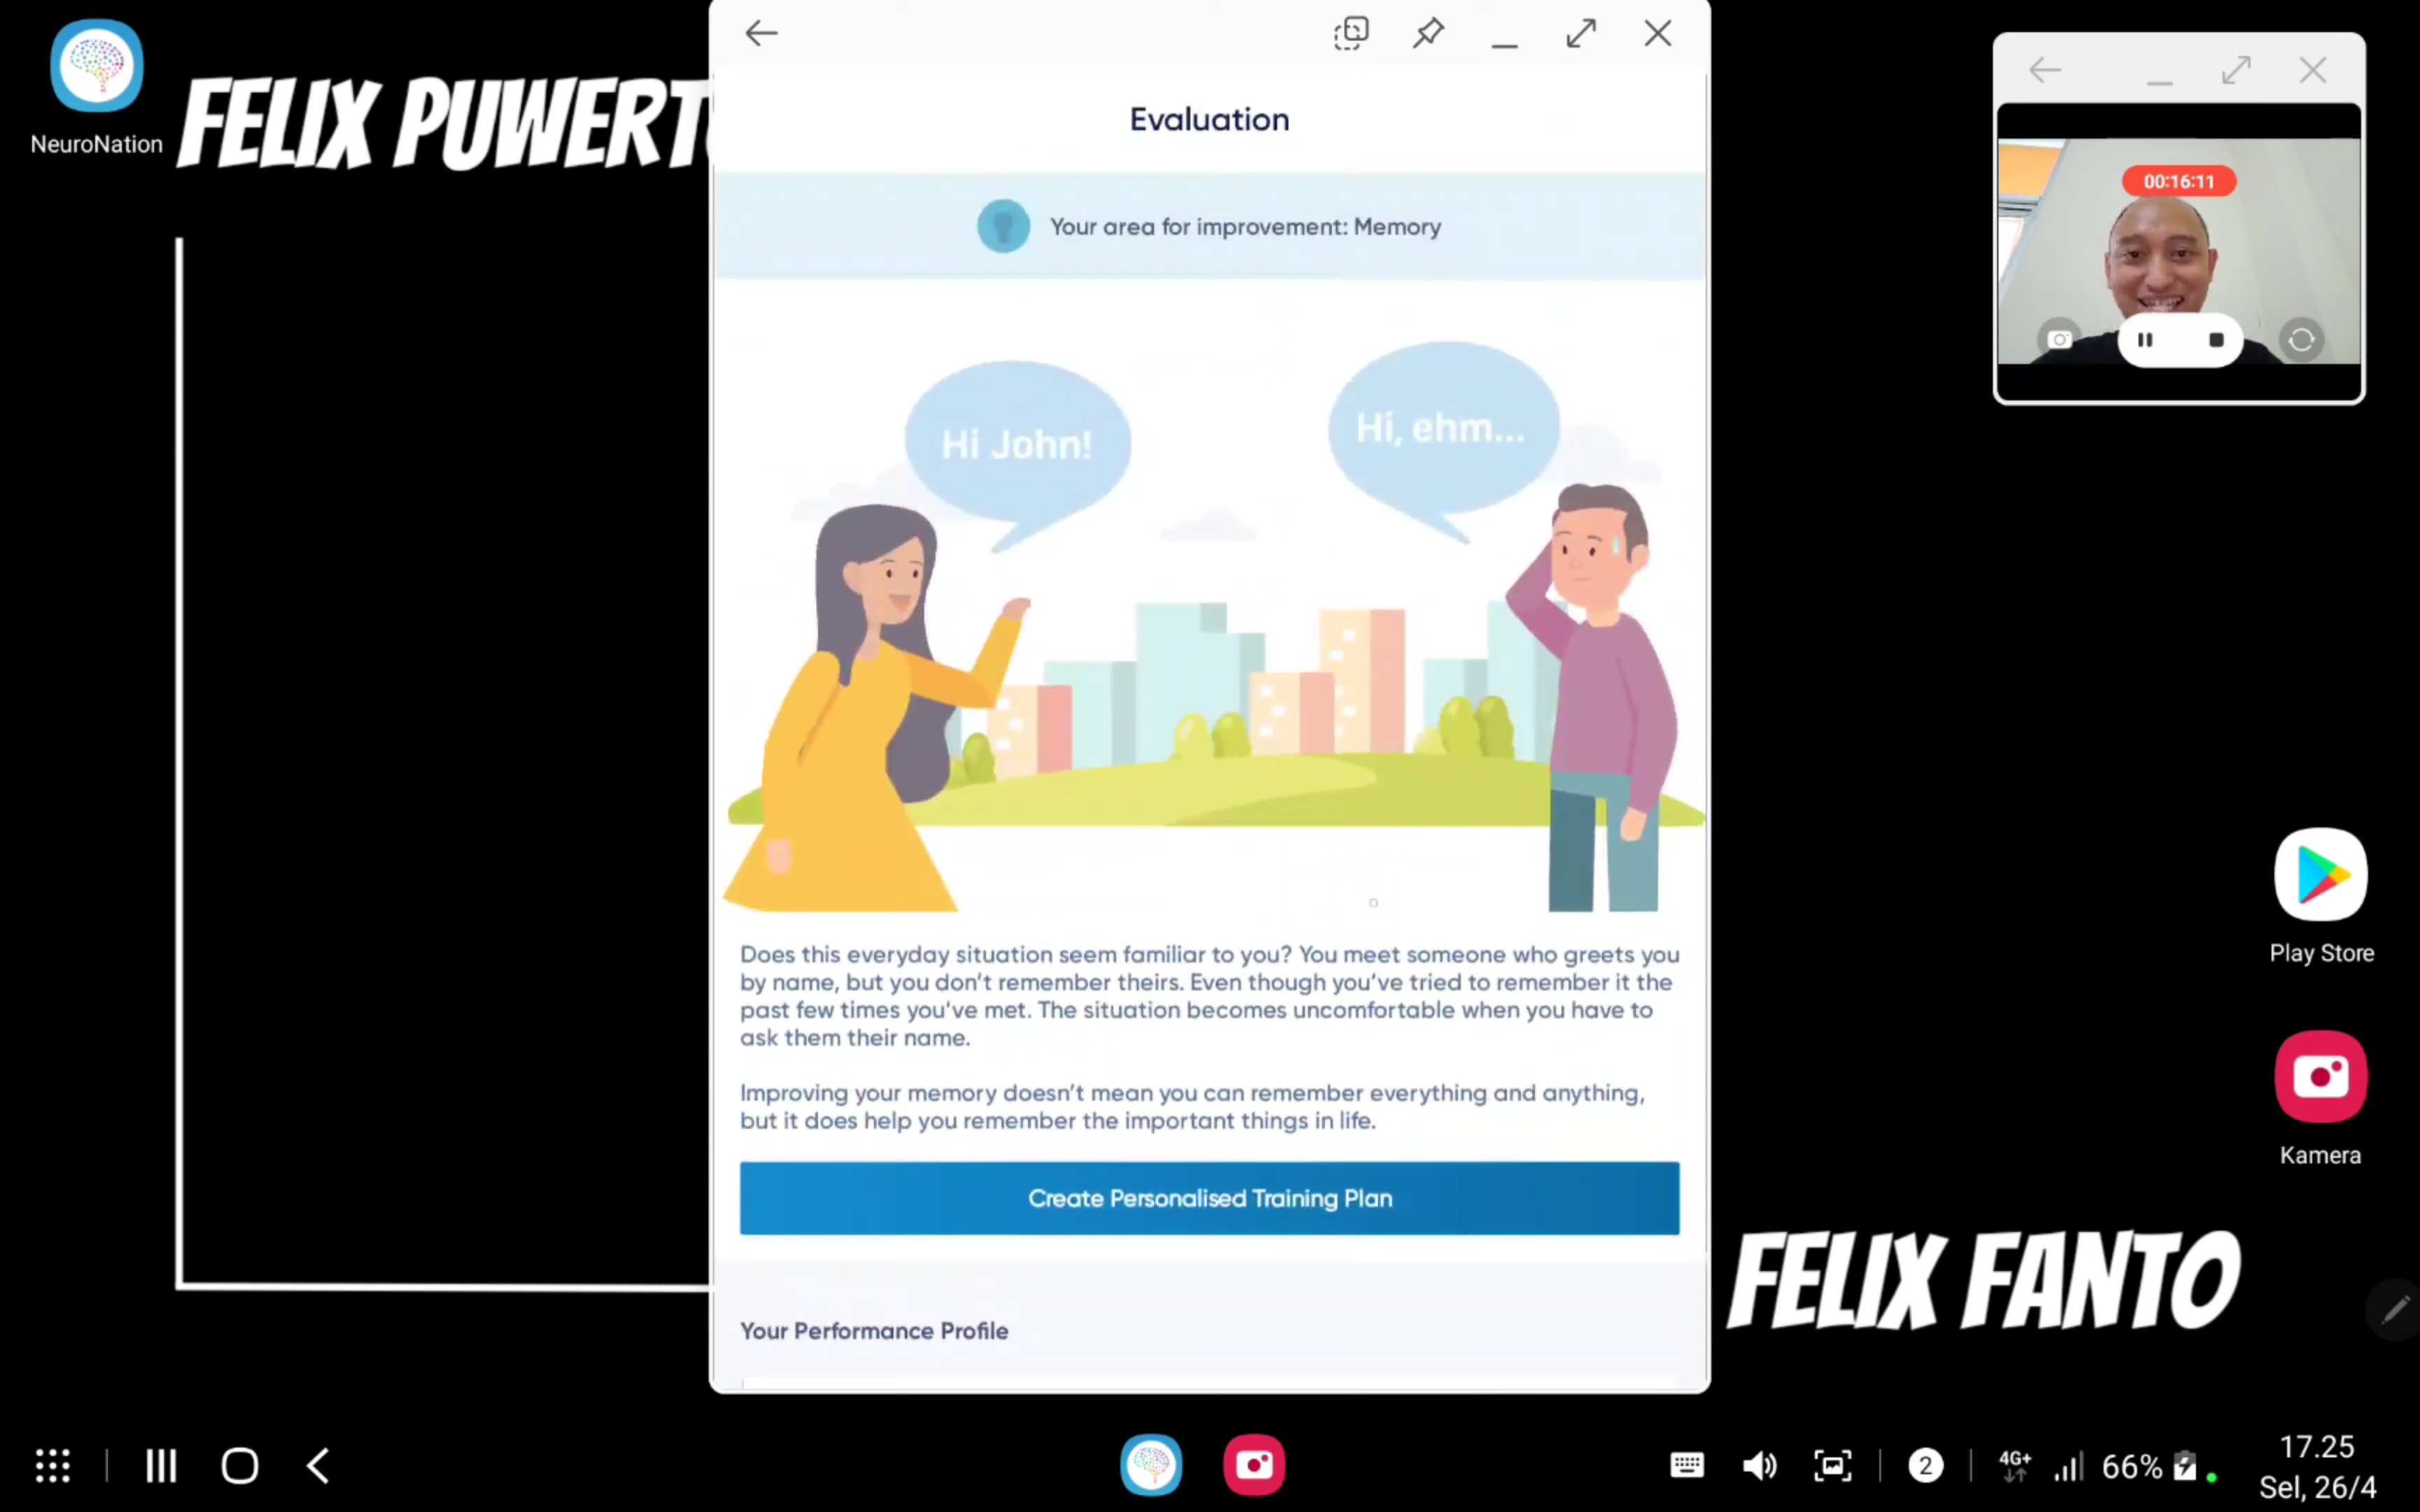 NeuroNation
FELIX PUWERT
Evaluation
Your area for improvement: Memory
00:16:11
Hi John!
Hi, ehm...
Does this everyday situation seem familiar to you? You meet someone who greets you
by name, but you don't remember theirs. Even though you've tried to remember it the
past few times you've met. The situation becomes uncomfortable when you have to
ask them their name.
Improving your memory doesn't mean you can remember everything and anything,
but it does help you remember the important things in life.
Create Personalised Training Plan
Your Performance Profile
Play Store
Kamera
FELIX FANTO
2
4G+
66%
17.25
Sel, 26/4